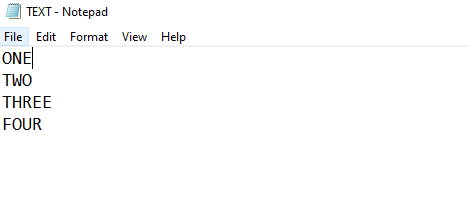 TEXT - Notepad
File Edit Format View Help
ONE
TWO
THREE
FOUR